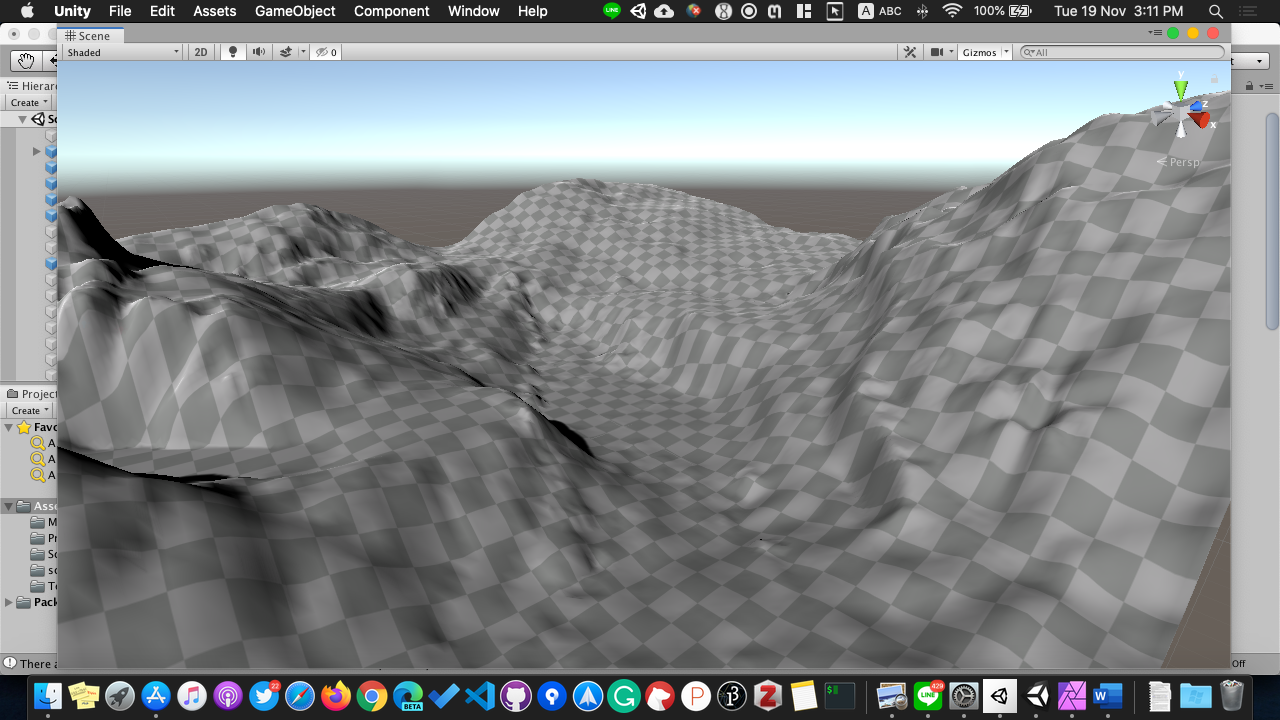 Unity File Edit Assets GameObject Component Window Help LINE A ABC 100% Tue 19 Nov 3:11 PM
Scene
Shaded 2D 0 Gizmos All
Hierar
Create
Sc
y
z
x
Persp
Project
Create
Favo
A
A
A
Asse
M
Pr
Sc
sc
Te
Pack
There a
Off
22
BETA
429